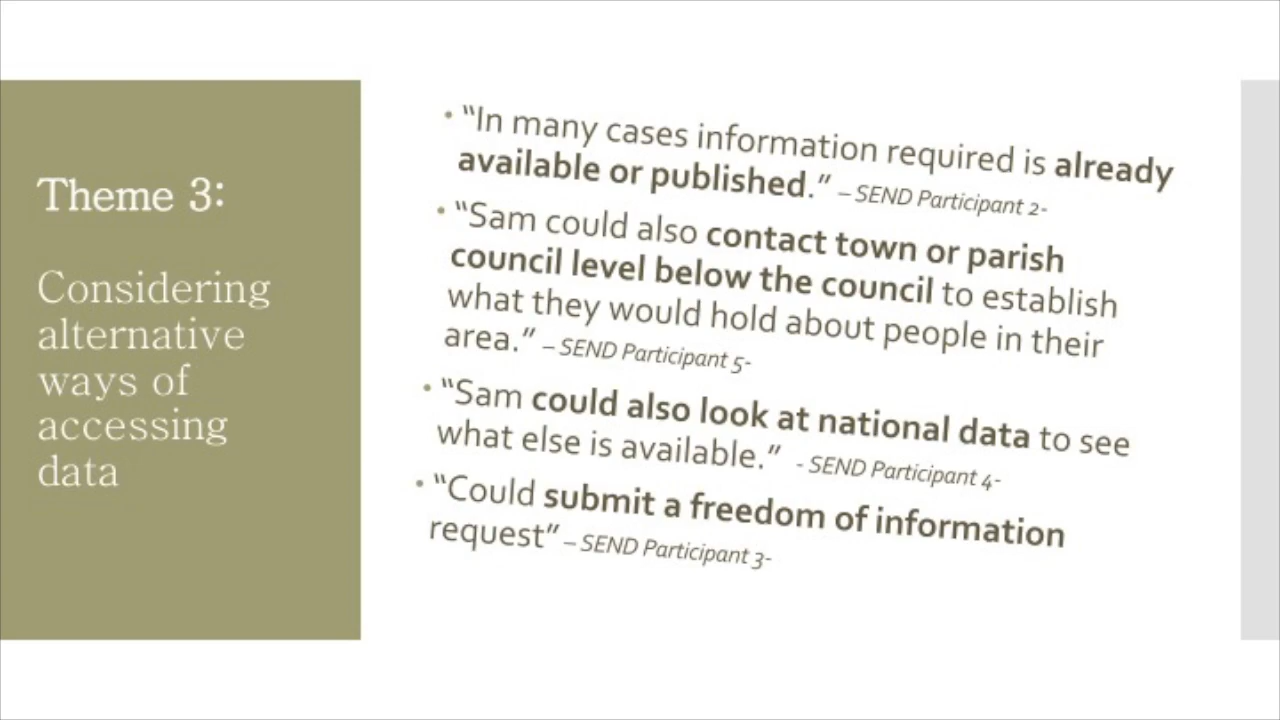 Theme 3:
Considering
alternative
ways of
accessing
data
• “In many cases information required is already
available or published.” – SEND Participant 2-
• “Sam could also contact town or parish
council level below the council to establish
what they would hold about people in their
area.” – SEND Participant 5-
• “Sam could also look at national data to see
what else is available.” - SEND Participant 4-
• “Could submit a freedom of information
request” – SEND Participant 3-